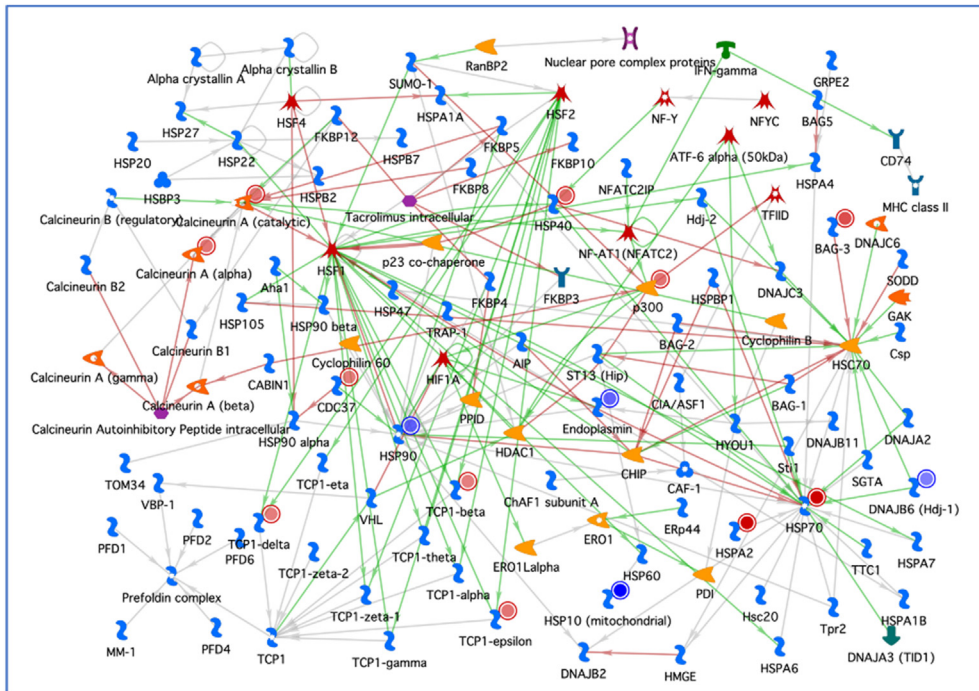 Alpha crystallin A
Alpha crystallin B
RanBP2
Nuclear pore complex proteins
IFN-gamma
GRPE2
SUMO-1
HSPA1A
HSF2
NF-Y
NFYC
BAG5
HSP27
HSF4
FKBP12
HSP20
HSP22
HSPB7
FKBP5
FKBP10
ATF-6 alpha (50kDa)
CD74
HSBP3
HSPB2
FKBP8
NFATC2IP
HSPA4
MHC class II
Calcineurin B (regulatory)
Calcineurin A (catalytic)
Tacrolimus intracellular
HSP40
Hdj-2
TFIID
BAG-3
DNAJC6
Calcineurin A (alpha)
HSF1
p23 co-chaperone
NF-AT1(NFATC2)
Calcineurin B2
Aha1
HSP47
FKBP4
FKBP3
p300
HSPBP1
DNAJC3
SODD
GAK
HSP105
HSP90 beta
TRAP-1
Cyclophilin B
Csp
Calcineurin B1
Cyclophilin 60
AIP
BAG-2
HSC70
Calcineurin A (gamma)
CABIN1
HIF1A
ST13 (Hip)
Calcineurin A (beta)
CDC37
PPID
CIA/ASF1
BAG-1
Calcineurin Autoinhibitory Peptide intracellular
HSP90 alpha
HSP90
HDAC1
Endoplasmin
HYOU1
DNAJB11
DNAJA2
TOM34
TCP1-eta
CHIP
Sti1
SGTA
VBP-1
VHL
TCP1-beta
ChAF1 subunit A
CAF-1
DNAJB6 (Hdj-1)
PFD1
PFD2
TCP1-delta
PFD6
TCP1-theta
ERO1
ERp44
HSPA2
HSP70
HSPA7
TCP1-zeta-2
ERO1Lalpha
HSP60
TTC1
Prefoldin complex
TCP1-alpha
PDI
TCP1-zeta-1
HSP10 (mitochondrial)
Hsc20
Tpr2
HSPA1B
MM-1
PFD4
TCP1
TCP1-gamma
TCP1-epsilon
DNAJB2
HMGE
HSPA6
DNAJA3 (TID1)